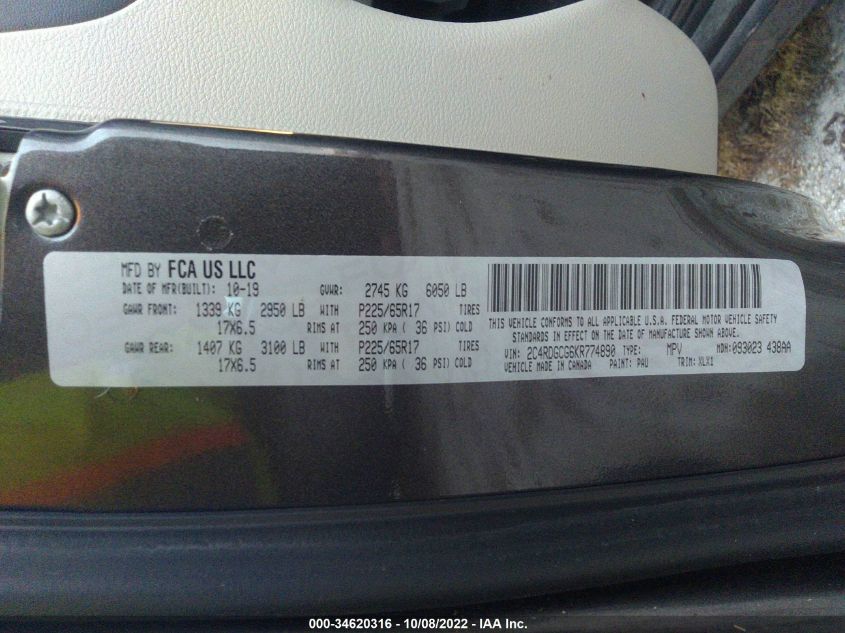 MFD BY FCA US LLC
DATE OF MFR(BUILT): 10-19 GVWR: 2745 KG 6050 LB
GAWR FRONT: 1339 KG 2950 LB WITH P225/65R17 TIRES
17X6.5 RIMS AT 250 KPA ( 36 PSI) COLD
GAWR REAR: 1407 KG 3100 LB WITH P225/65R17 TIRES
17X6.5 RIMS AT 250 KPA ( 36 PSI) COLD
THIS VEHICLE CONFORMS TO ALL APPLICABLE U.S.A. FEDERAL MOTOR VEHICLE SAFETY
STANDARDS IN EFFECT ON THE DATE OF MANUFACTURE SHOWN ABOVE.
VIN: 2C4RDGCG6KR774890 TYPE: MPV MDH: 093023 438AA
VEHICLE MADE IN CANADA PAINT: PAU TRIM: XLX1
000-34620316 - 10/08/2022 - IAA Inc.